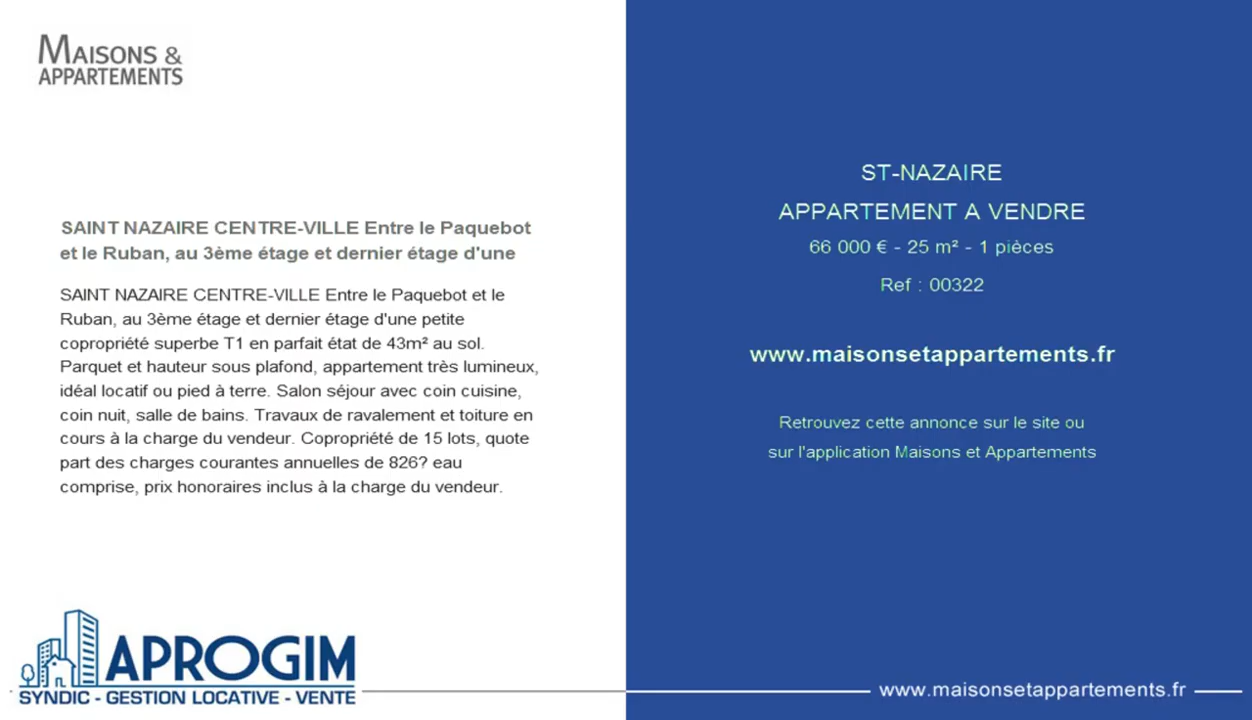 MAISONS &
APPARTEMENTS
SAINT NAZAIRE CENTRE-VILLE Entre le Paquebot
et le Ruban, au 3ème étage et dernier étage d'une
SAINT NAZAIRE CENTRE-VILLE Entre le Paquebot et le
Ruban, au 3ème étage et dernier étage d'une petite
copropriété superbe T1 en parfait état de 43m² au sol.
Parquet et hauteur sous plafond, appartement très lumineux,
idéal locatif ou pied à terre. Salon séjour avec coin cuisine,
coin nuit, salle de bains. Travaux de ravalement et toiture en
cours à la charge du vendeur. Copropriété de 15 lots, quote
part des charges courantes annuelles de 826? eau
comprise, prix honoraires inclus à la charge du vendeur.
APROGIM
SYNDIC - GESTION LOCATIVE - VENTE
ST-NAZAIRE
APPARTEMENT A VENDRE
66 000 € - 25 m² - 1 pièces
Ref : 00322
www.maisonsetappartements.fr
Retrouvez cette annonce sur le site ou
sur l'application Maisons et Appartements
www.maisonsetappartements.fr